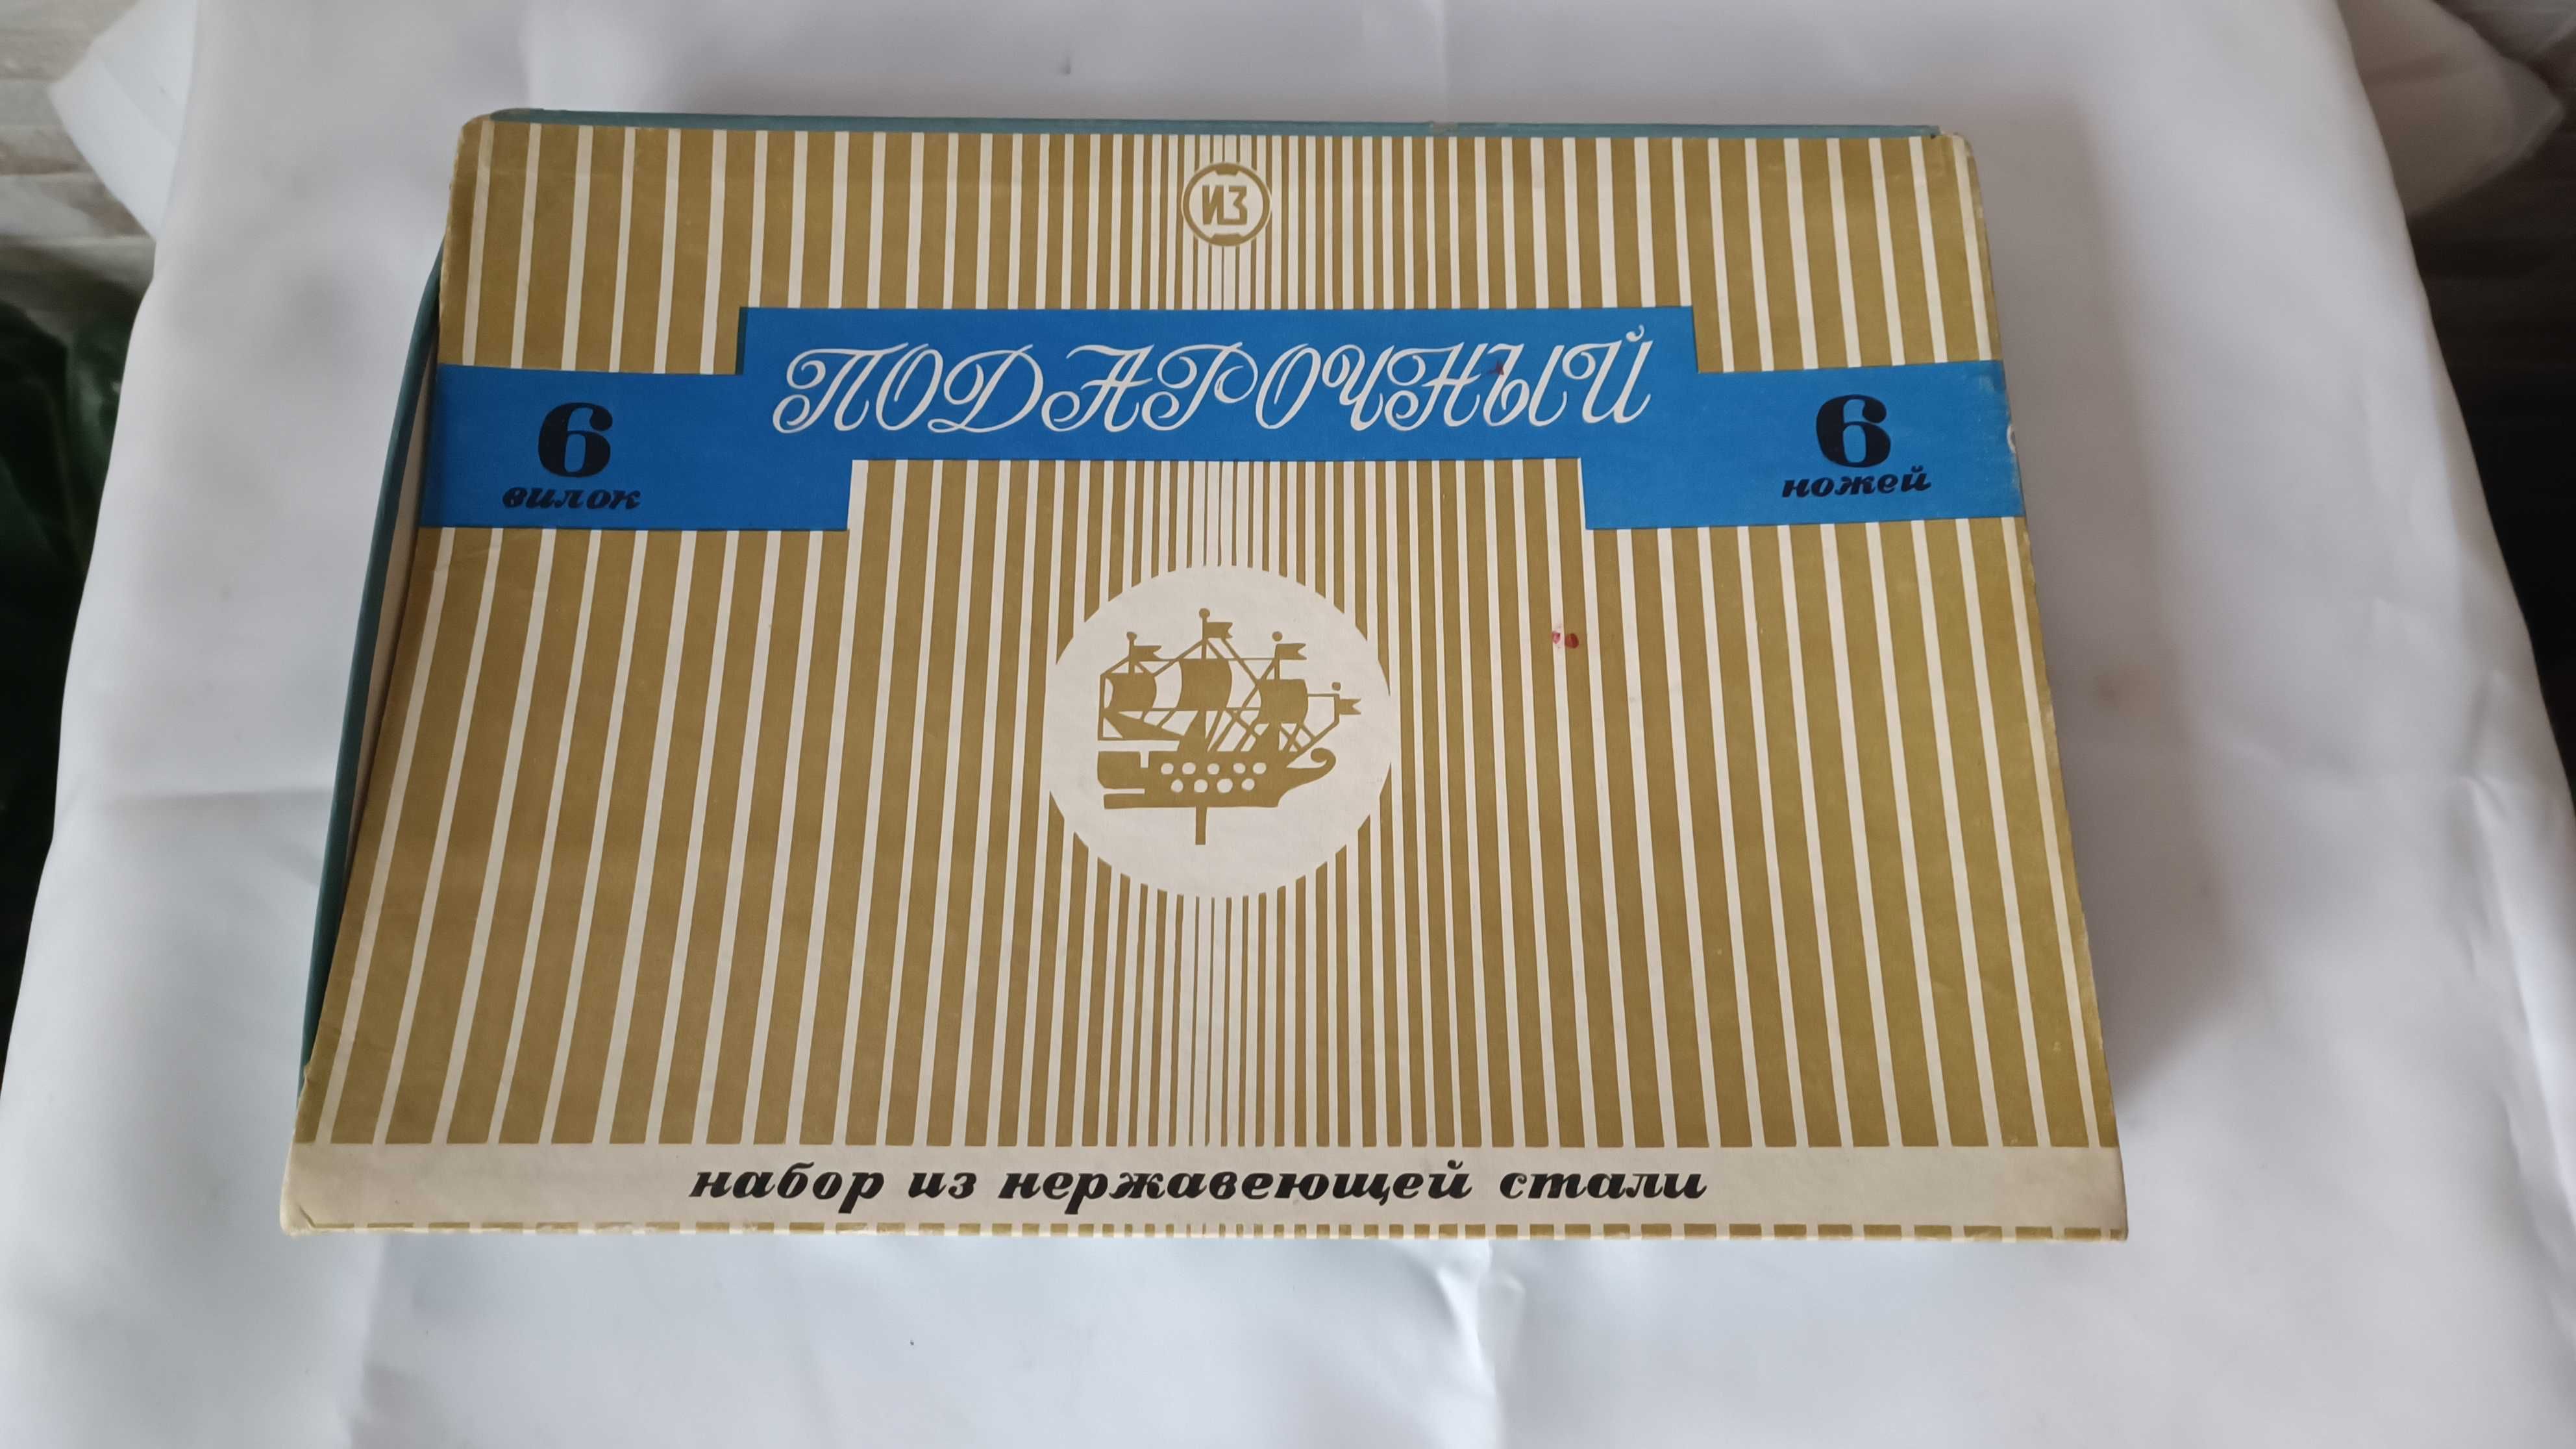 ИЗ
ПОДАРОЧНЫЙ
6
вилок
6
ножей
набор из нержавеющей стали